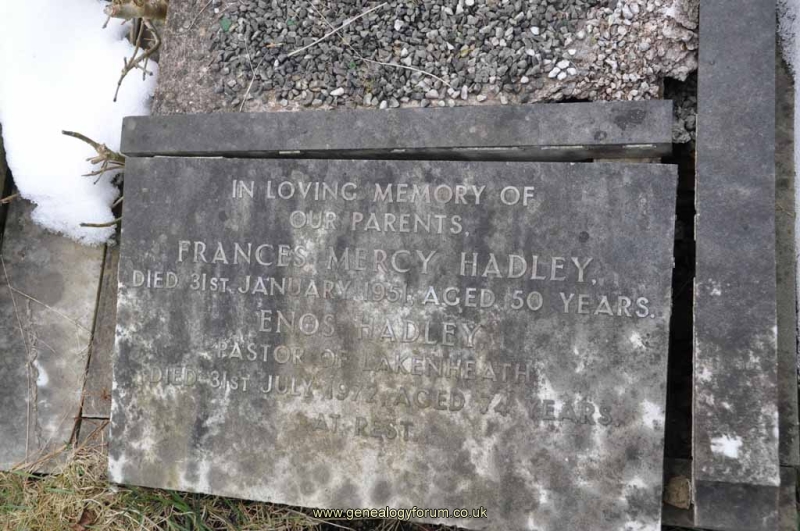 IN LOVING MEMORY OF
OUR PARENTS,
FRANCES MERCY HADLEY,
DIED 31ST JANUARY 1951, AGED 50 YEARS.
ENOS HADLEY
PASTOR OF LAKENHEATH
DIED 31ST JULY AGED 74 YEARS.
AT REST.
www.genealogyforum.co.uk